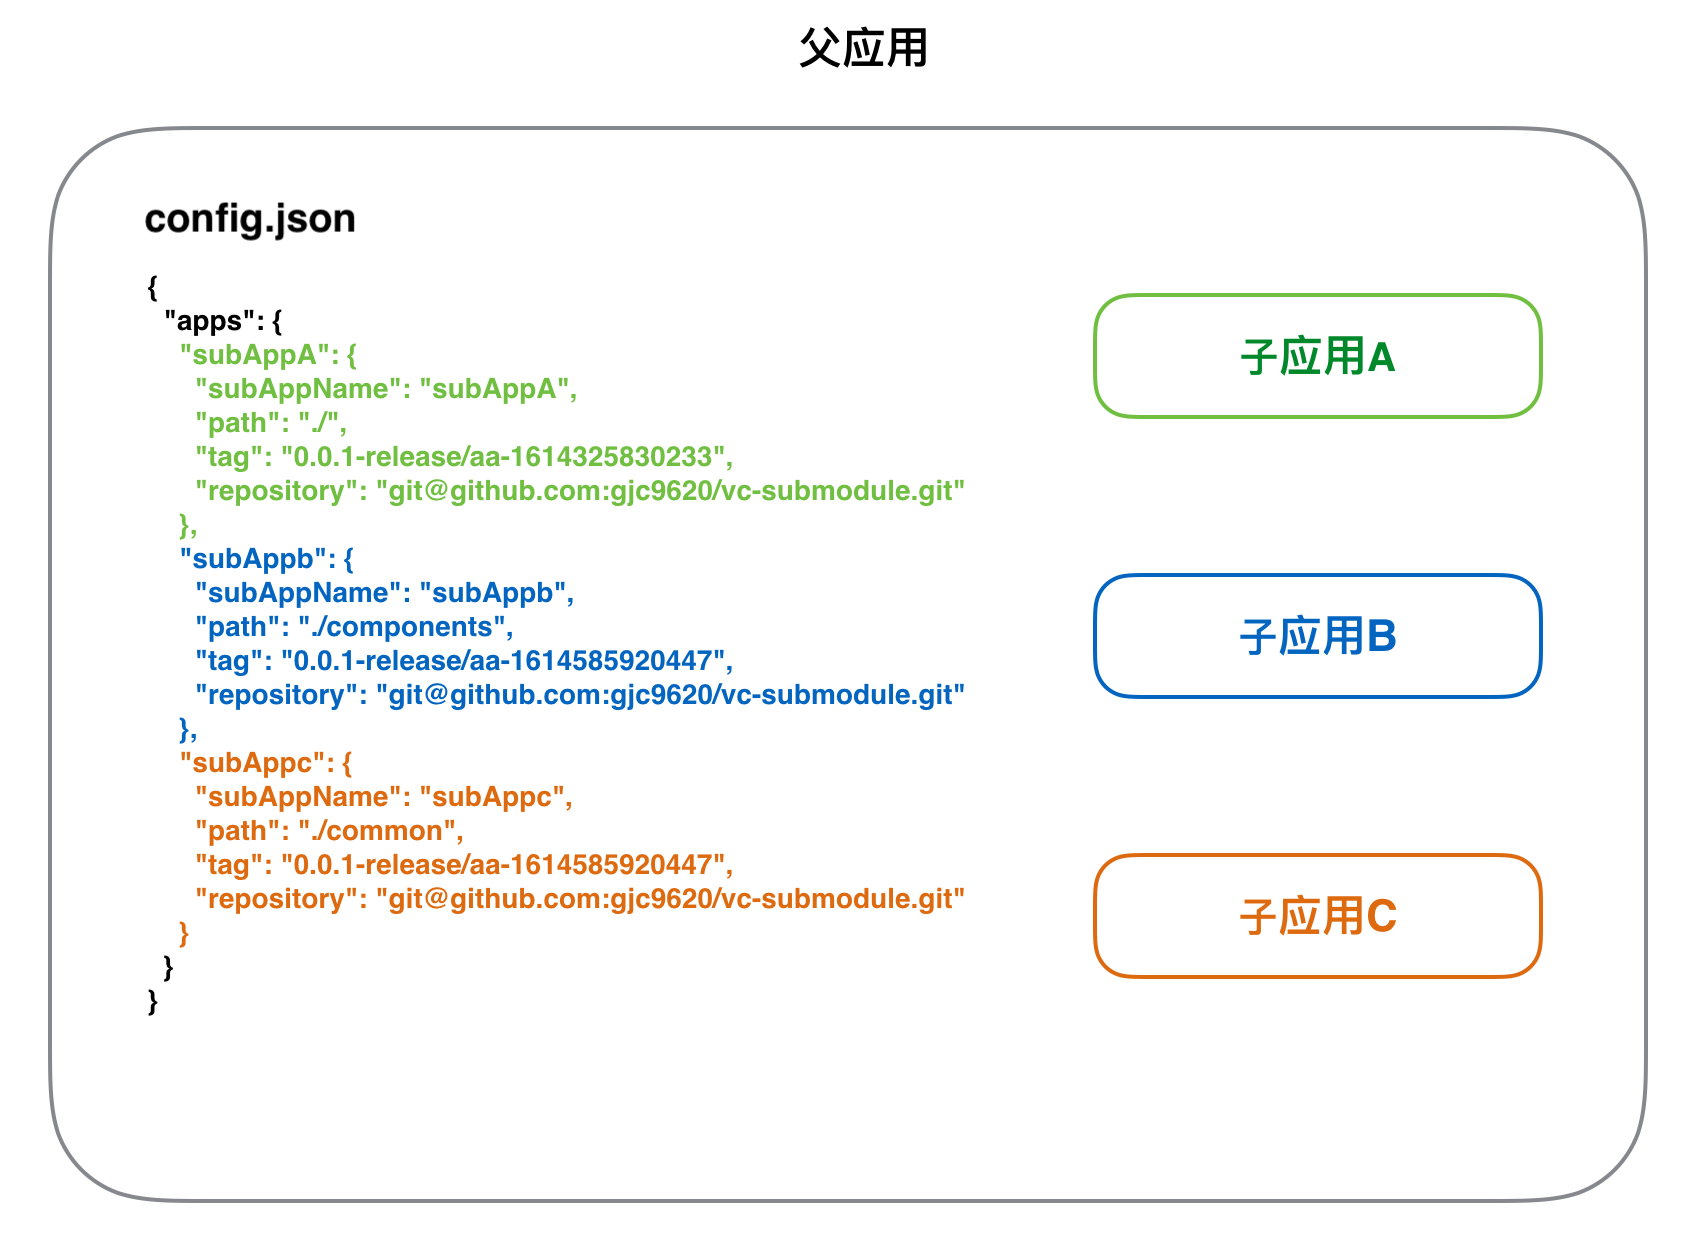 父应用
config.json
{
"apps": {
"subAppA": {
"subAppName": "subAppA",
"path": "./",
"tag": "0.0.1-release/aa-1614325830233",
"repository": "git@github.com:gjc9620/vc-submodule.git"
},
"subAppb": {
"subAppName": "subAppb",
"path": "./components",
"tag": "0.0.1-release/aa-1614585920447",
"repository": "git@github.com:gjc9620/vc-submodule.git"
},
"subAppc": {
"subAppName": "subAppc",
"path": "./common",
"tag": "0.0.1-release/aa-1614585920447",
"repository": "git@github.com:gjc9620/vc-submodule.git"
}
}
}
子应用A
子应用B
子应用C